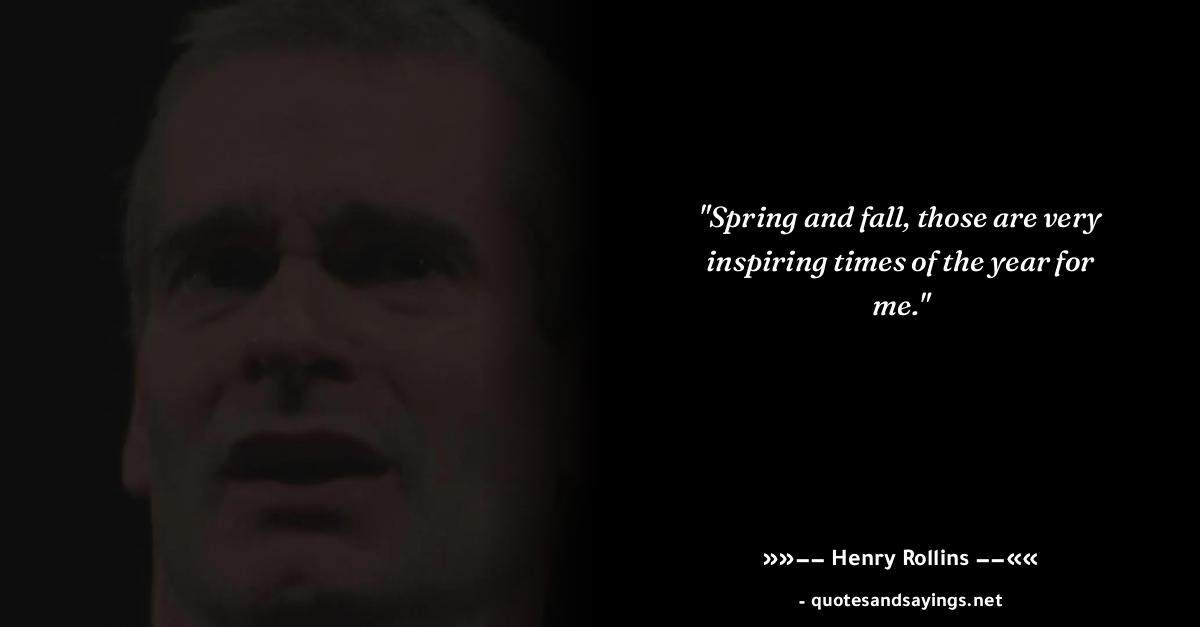 "Spring and fall, those are very
inspiring times of the year for
me."
»»−− Henry Rollins −−««
- quotesandsayings.net